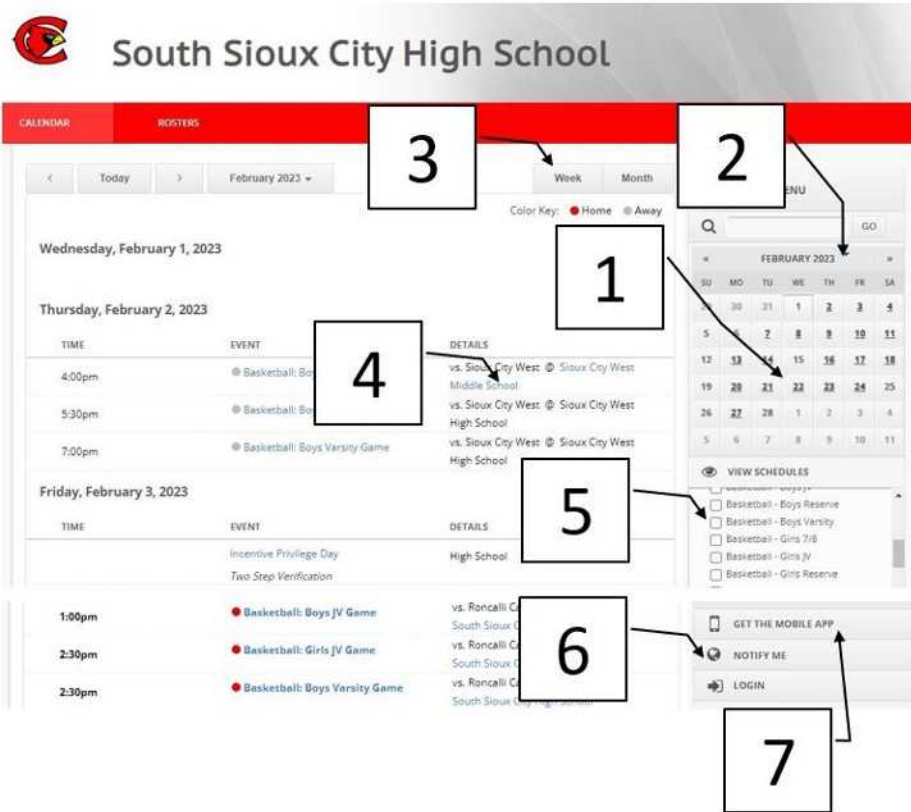 South Sioux City High School
CALENDAR ROSTERS
3
2
< Today > February 2023 Week Month
ENU
Color Key: Home Away
GO
Wednesday, February 1, 2023
1
« FEBRUARY 2023 »
SU MO TU WE TH FR SA
30 31 1 2 3 4
Thursday, February 2, 2023
5 6 7 8 9 10 11
TIME EVENT DETAILS
12 13 14 15 16 17 18
4
4:00pm Basketball: Bo vs. Sioux City West @ Sioux City West
Middle School
19 20 21 22 23 24 25
5:30pm Basketball: Bo vs. Sioux City West @ Sioux City West
High School
26 27 28 1 2 3 4
7:00pm Basketball: Boys Varsity Game vs. Sioux City West @ Sioux City West
High School
5 6 7 8 9 10 11
VIEW SCHEDULES
Friday, February 3, 2023
5
Basketball - Boys Reserve
Basketball - Boys Varsity
TIME EVENT DETAILS
Basketball - Girls 7/8
Incentive Privilege Day High School
Basketball - Girls JV
Two Step Verification
Basketball - Girls Reserve
1:00pm Basketball: Boys JV Game vs. Roncalli Ca
South Sioux C
GET THE MOBILE APP
6
2:30pm Basketball: Girls JV Game vs. Roncalli Ca
South Sioux C
NOTIFY ME
2:30pm Basketball: Boys Varsity Game vs. Roncalli Ca
South Sioux City High School
LOGIN
7